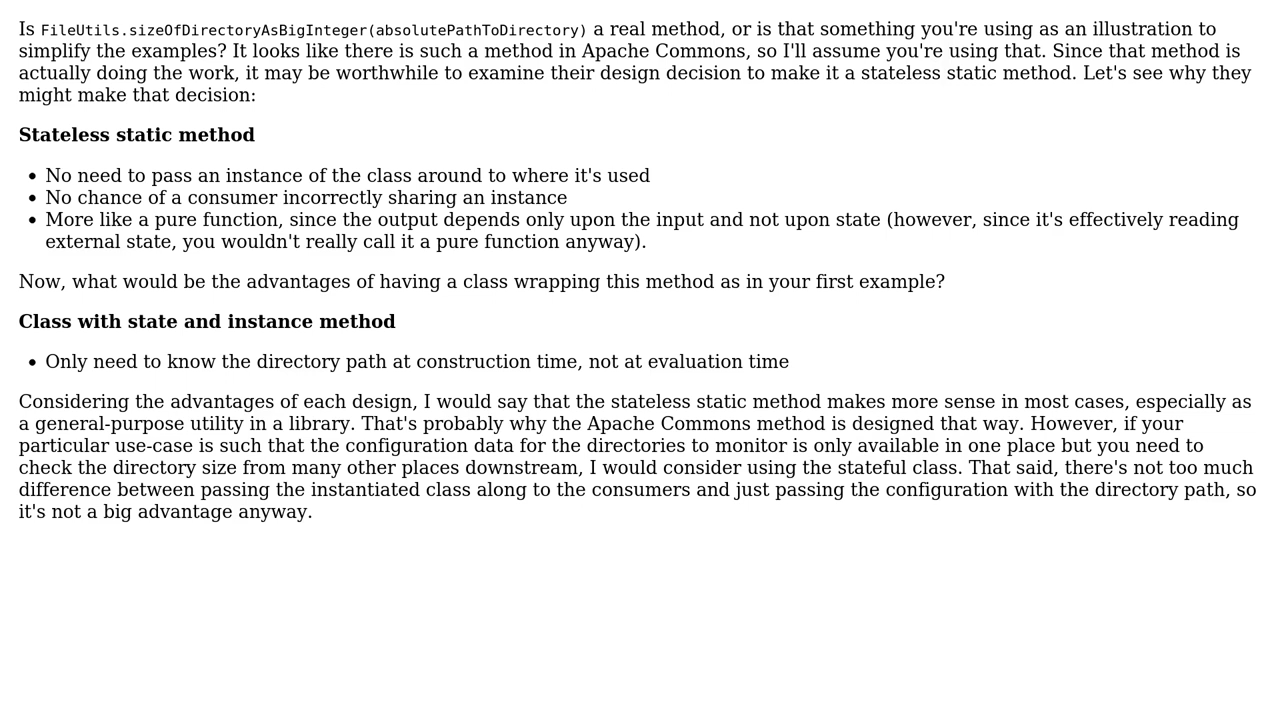 Is FileUtils.sizeOfDirectoryAsBigInteger(absolutePathToDirectory) a real method, or is that something you're using as an illustration to
simplify the examples? It looks like there is such a method in Apache Commons, so I'll assume you're using that. Since that method is
actually doing the work, it may be worthwhile to examine their design decision to make it a stateless static method. Let's see why they
might make that decision:
Stateless static method
• No need to pass an instance of the class around to where it's used
• No chance of a consumer incorrectly sharing an instance
• More like a pure function, since the output depends only upon the input and not upon state (however, since it's effectively reading
external state, you wouldn't really call it a pure function anyway).
Now, what would be the advantages of having a class wrapping this method as in your first example?
Class with state and instance method
• Only need to know the directory path at construction time, not at evaluation time
Considering the advantages of each design, I would say that the stateless static method makes more sense in most cases, especially as
a general-purpose utility in a library. That's probably why the Apache Commons method is designed that way. However, if your
particular use-case is such that the configuration data for the directories to monitor is only available in one place but you need to
check the directory size from many other places downstream, I would consider using the stateful class. That said, there's not too much
difference between passing the instantiated class along to the consumers and just passing the configuration with the directory path, so
it's not a big advantage anyway.